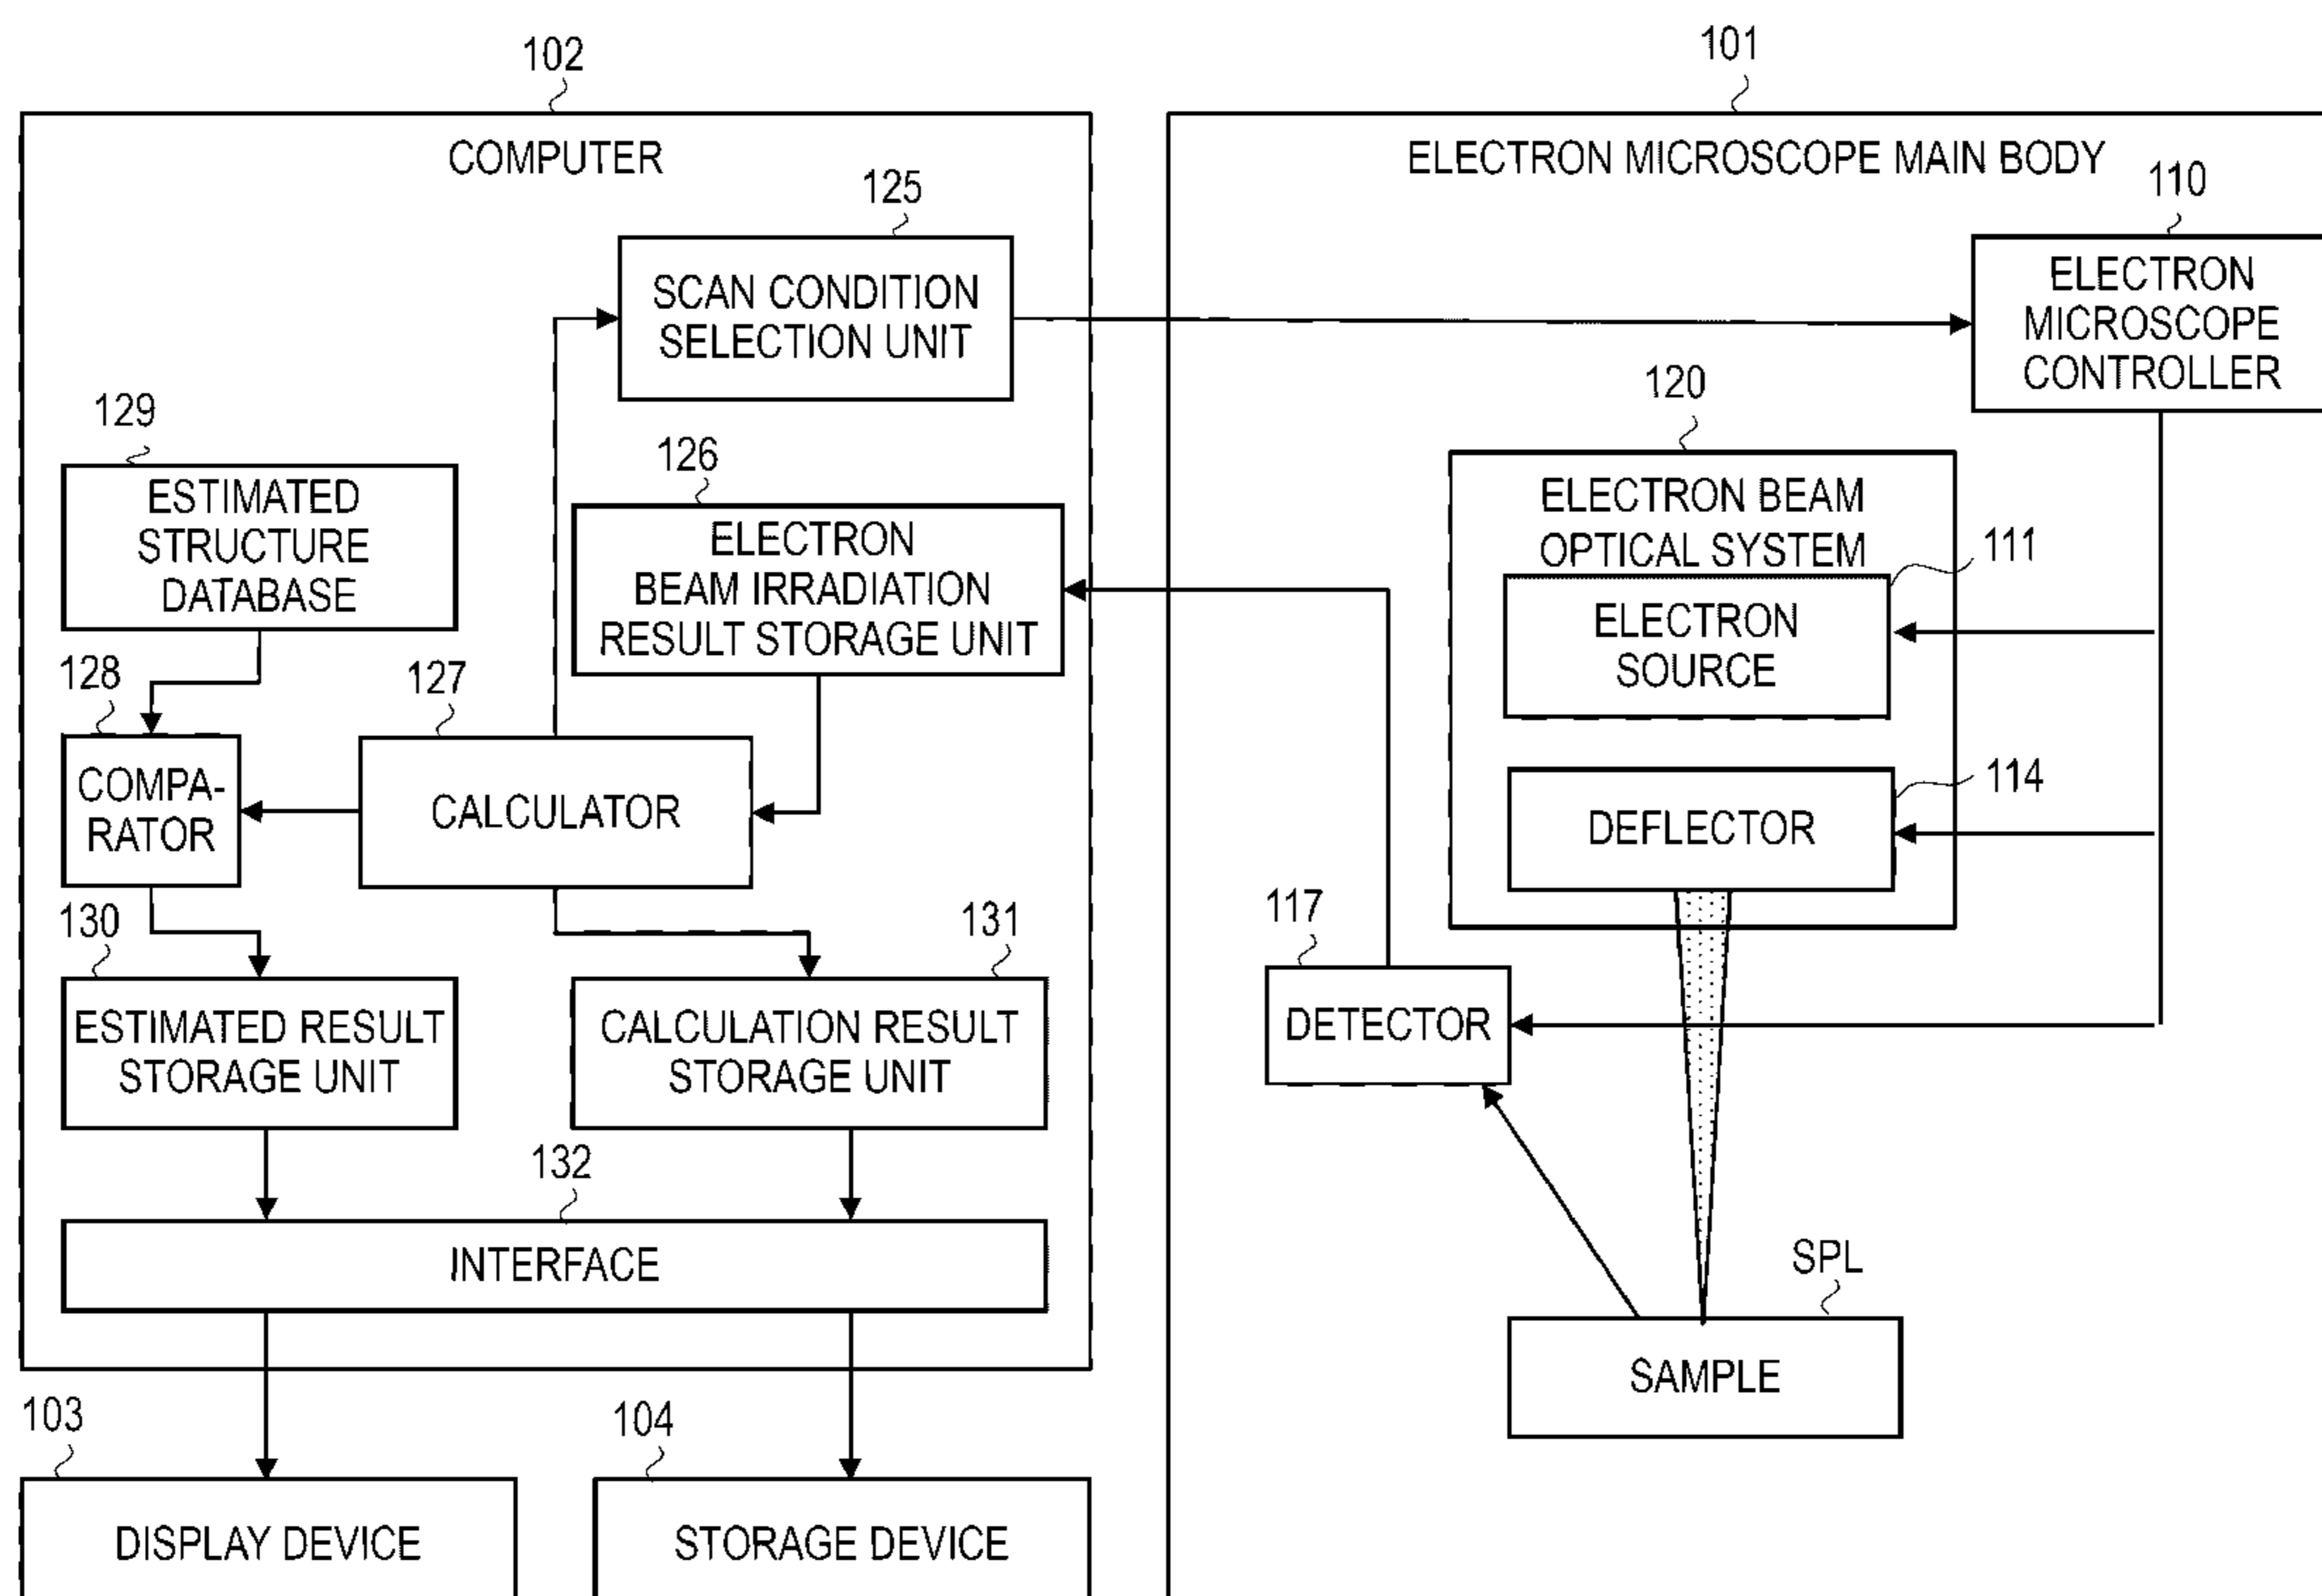 102
COMPUTER
125
SCAN CONDITION
SELECTION UNIT
129
ESTIMATED
STRUCTURE
DATABASE
126
ELECTRON
BEAM IRRADIATION
RESULT STORAGE UNIT
128
COMPA-
RATOR
127
CALCULATOR
130
ESTIMATED RESULT
STORAGE UNIT
131
CALCULATION RESULT
STORAGE UNIT
132
INTERFACE
103
DISPLAY DEVICE
104
STORAGE DEVICE
101
ELECTRON MICROSCOPE MAIN BODY
110
ELECTRON
MICROSCOPE
CONTROLLER
120
ELECTRON BEAM
OPTICAL SYSTEM
111
ELECTRON
SOURCE
114
DEFLECTOR
117
DETECTOR
SPL
SAMPLE